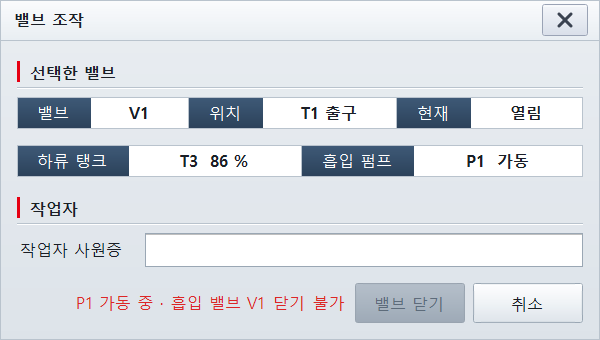 밸브 조작
선택한 밸브
밸브 V1 위치 T1 출구 현재 열림
하류 탱크 T3 86 % 흡입 펌프 P1 가동
작업자
작업자 사원증
P1 가동 중 · 흡입 밸브 V1 닫기 불가 밸브 닫기 취소